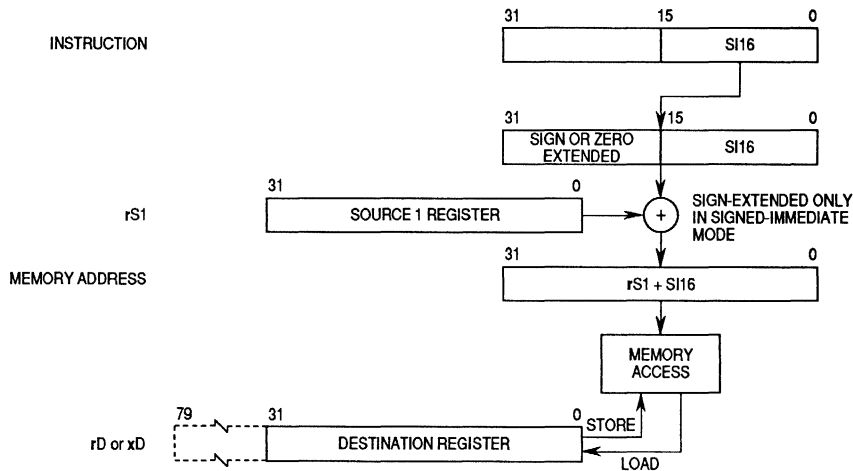 31 15 0
INSTRUCTION SI16
31 15 0
SIGN OR ZERO
EXTENDED
SI16
31 0
rS1 SOURCE 1 REGISTER +
SIGN-EXTENDED ONLY
IN SIGNED-IMMEDIATE
MODE
31 0
MEMORY ADDRESS rS1 + SI16
MEMORY
ACCESS
79 31 0
STORE
rD or xD DESTINATION REGISTER
LOAD